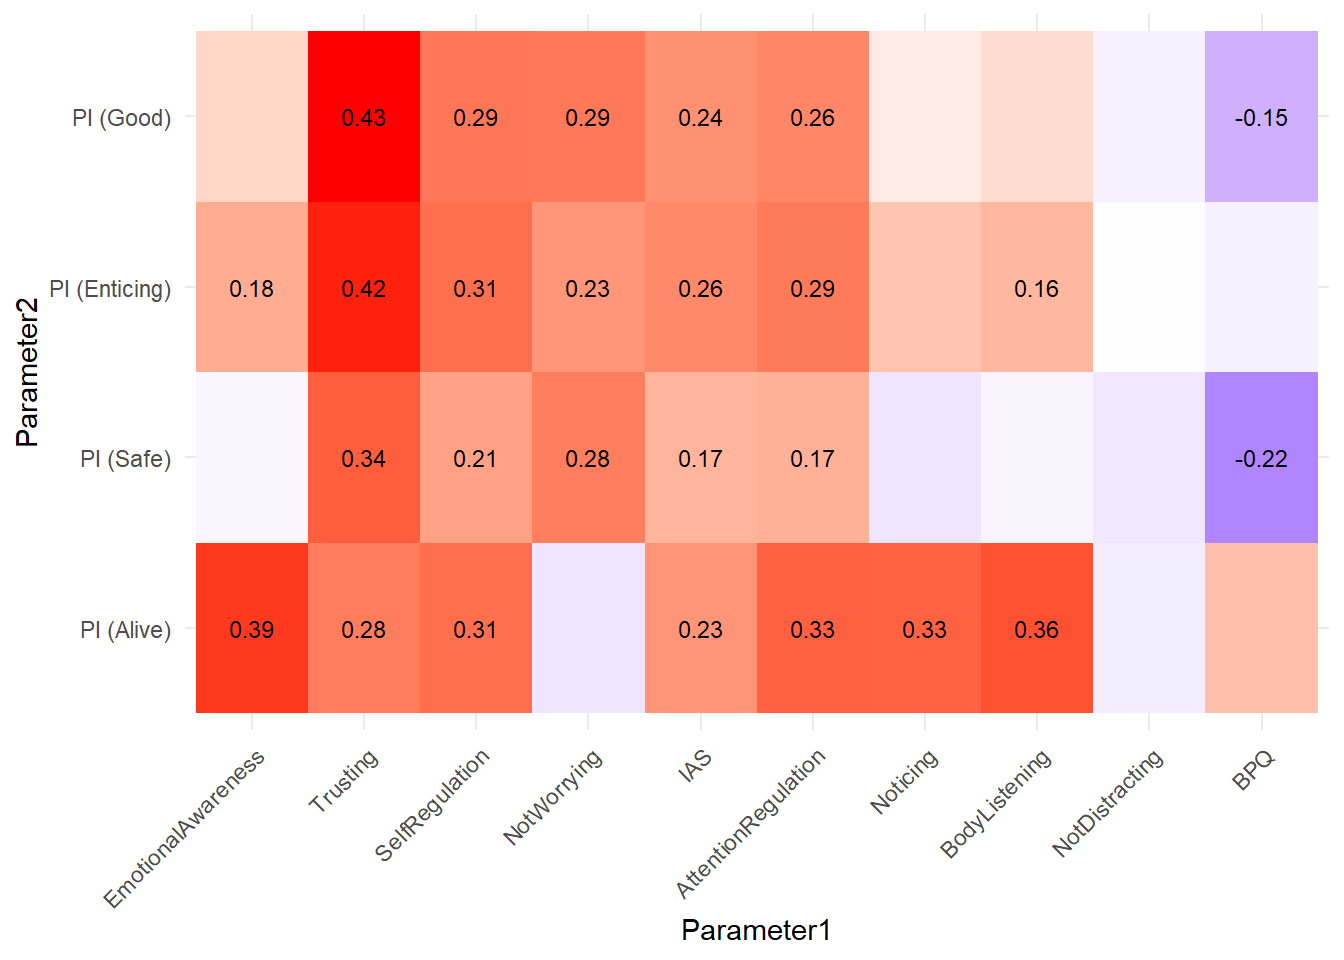 PI (Good)
0.43 0.29 0.29 0.24 0.26 -0.15
PI (Enticing)
0.18 0.42 0.31 0.23 0.26 0.29 0.16
PI (Safe)
0.34 0.21 0.28 0.17 0.17 -0.22
PI (Alive)
0.39 0.28 0.31 0.23 0.33 0.33 0.36
Parameter2
EmotionalAwareness
Trusting
SelfRegulation
NotWorrying
IAS
AttentionRegulation
Noticing
BodyListening
NotDistracting
BPQ
Parameter1